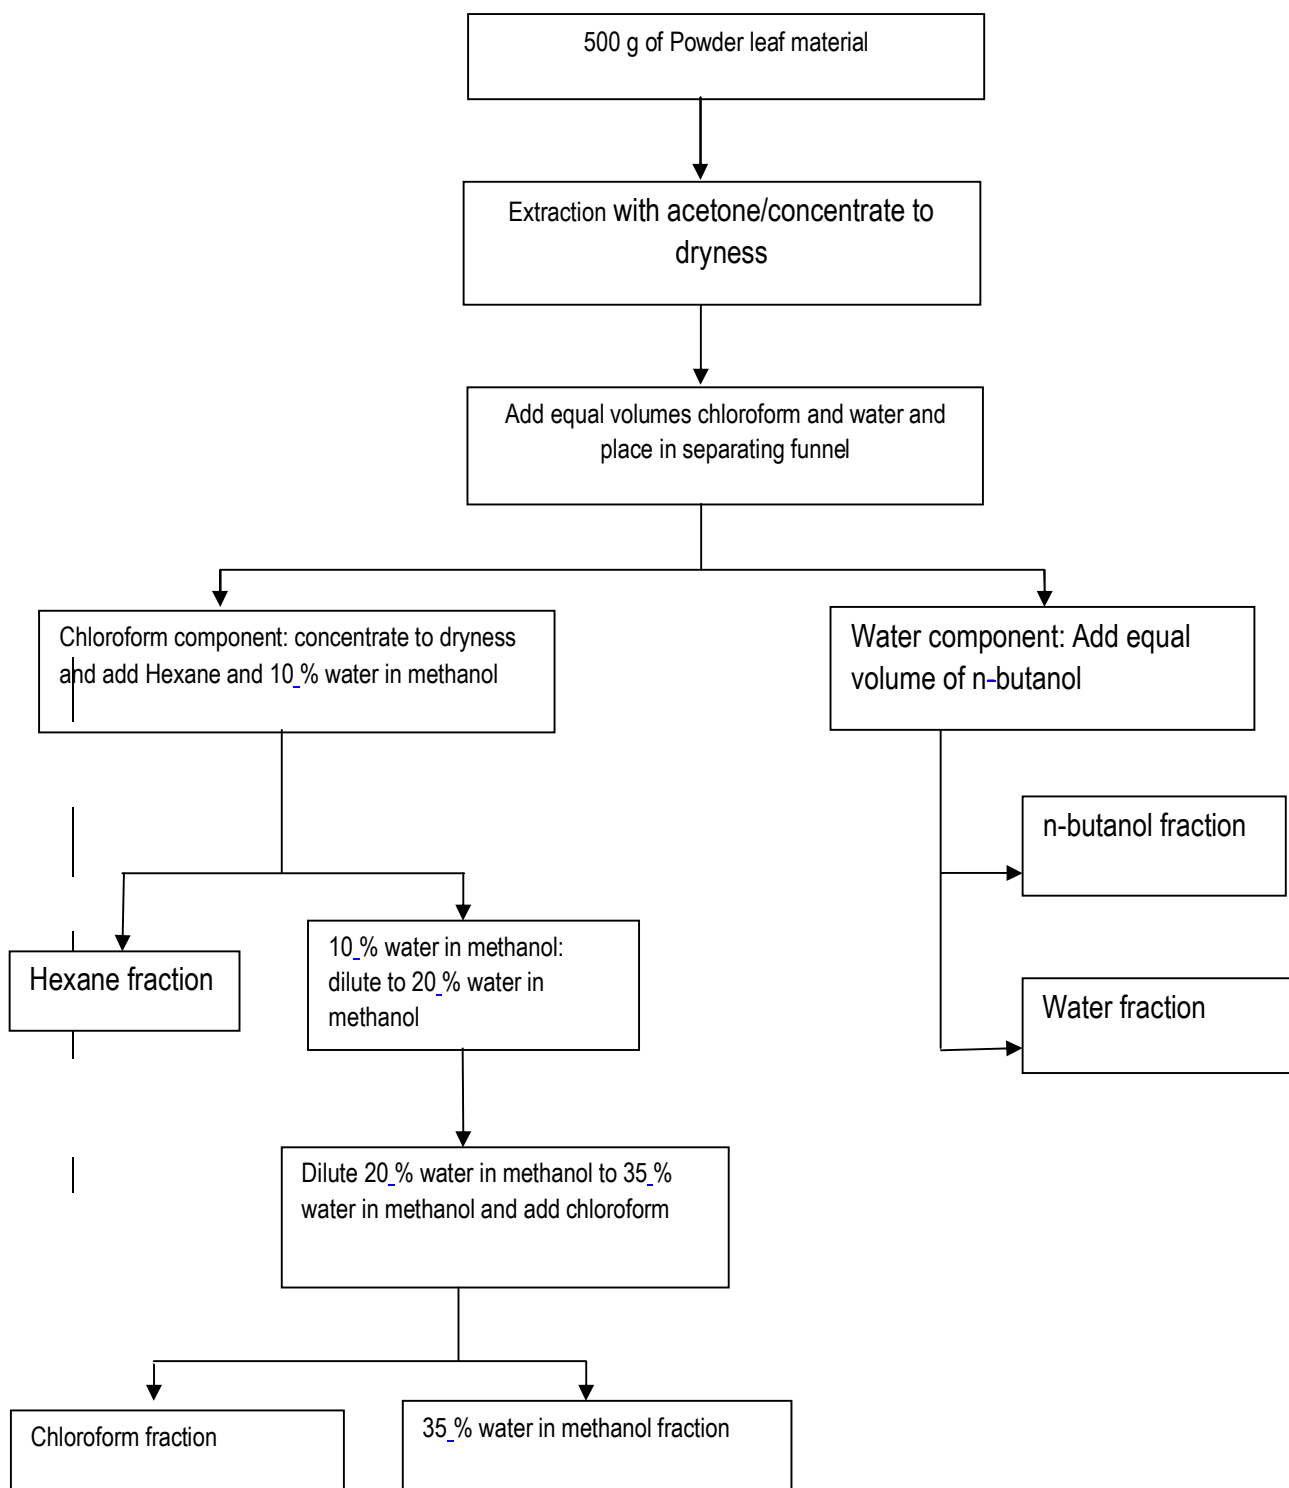 500 g of Powder leaf material
Extraction with acetone/concentrate to
dryness
Add equal volumes chloroform and water and
place in separating funnel
Chloroform component: concentrate to dryness
and add Hexane and 10 % water in methanol
Water component: Add equal
volume of n-butanol
n-butanol fraction
Hexane fraction
10 % water in methanol:
dilute to 20 % water in
methanol
Water fraction
Dilute 20 % water in methanol to 35 %
water in methanol and add chloroform
Chloroform fraction
35 % water in methanol fraction